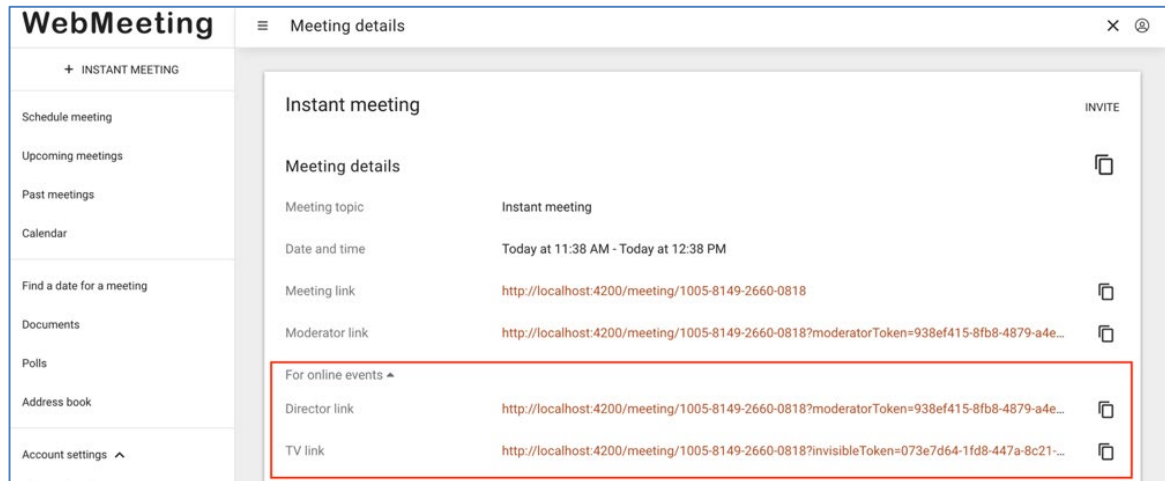 WebMeeting
Meeting details
+ INSTANT MEETING
Schedule meeting
Upcoming meetings
Past meetings
Calendar
Find a date for a meeting
Documents
Polls
Address book
Account settings
Instant meeting
INVITE
Meeting details
Meeting topic Instant meeting
Date and time Today at 11:38 AM - Today at 12:38 PM
Meeting link http://localhost:4200/meeting/1005-8149-2660-0818
Moderator link http://localhost:4200/meeting/1005-8149-2660-0818?moderatorToken=938ef415-8fb8-4879-a4e...
For online events
Director link http://localhost:4200/meeting/1005-8149-2660-0818?moderatorToken=938ef415-8fb8-4879-a4e...
TV link http://localhost:4200/meeting/1005-8149-2660-0818?invisibleToken=073e7d64-1fd8-447a-8c21-...